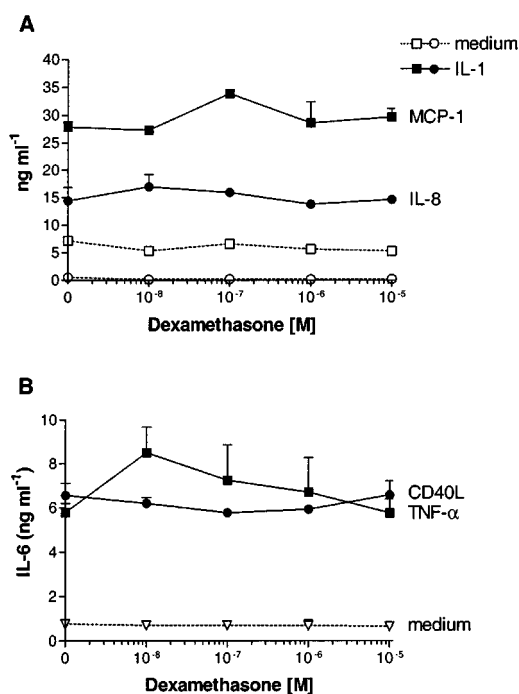 A
medium
IL-1
40
35
30
25
20
15
10
5
0
ng ml⁻¹
MCP-1
IL-8
0 10⁻⁸ 10⁻⁷ 10⁻⁶ 10⁻⁵
Dexamethasone [M]
B
10
8
6
4
2
0
IL-6 (ng ml⁻¹)
CD40L
TNF-α
medium
0 10⁻⁸ 10⁻⁷ 10⁻⁶ 10⁻⁵
Dexamethasone [M]